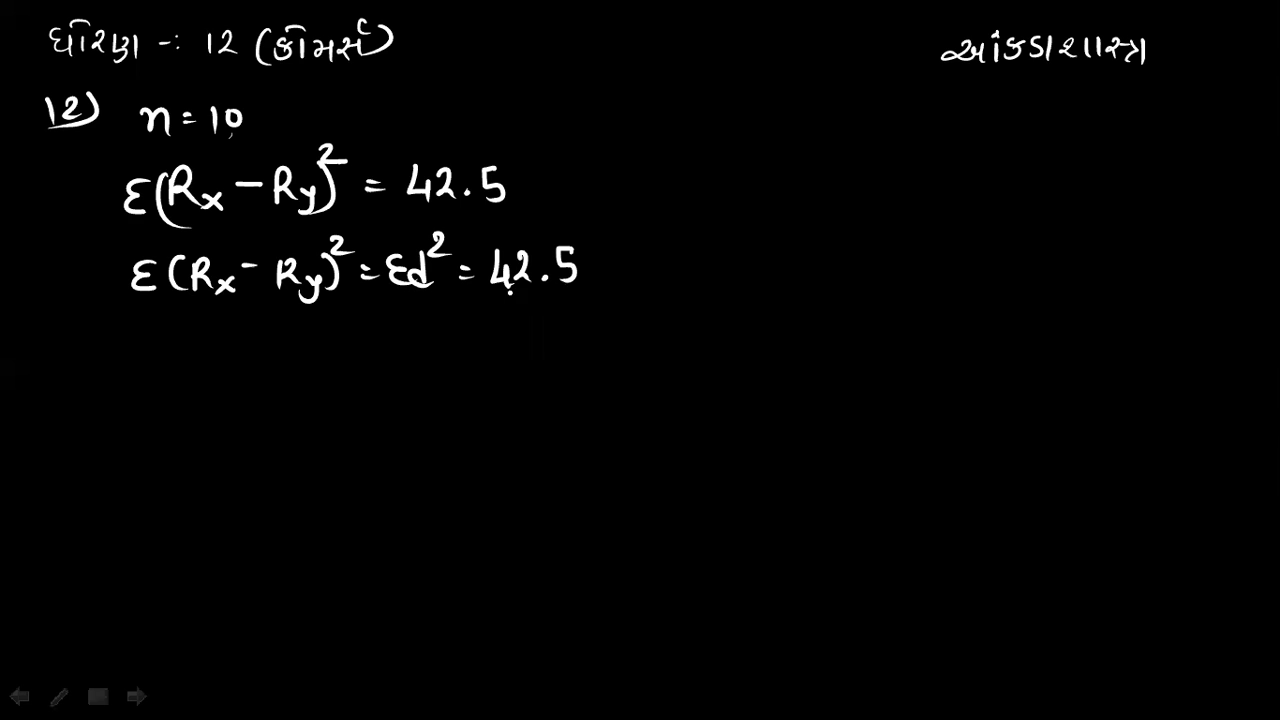 ધોરણ -: 12 (કોમર્સ)
આંકડાશાસ્ત્ર
12) n = 10
Σ(Rx − Ry)² = 42.5
Σ(Rx − Ry)² = Σd² = 42.5